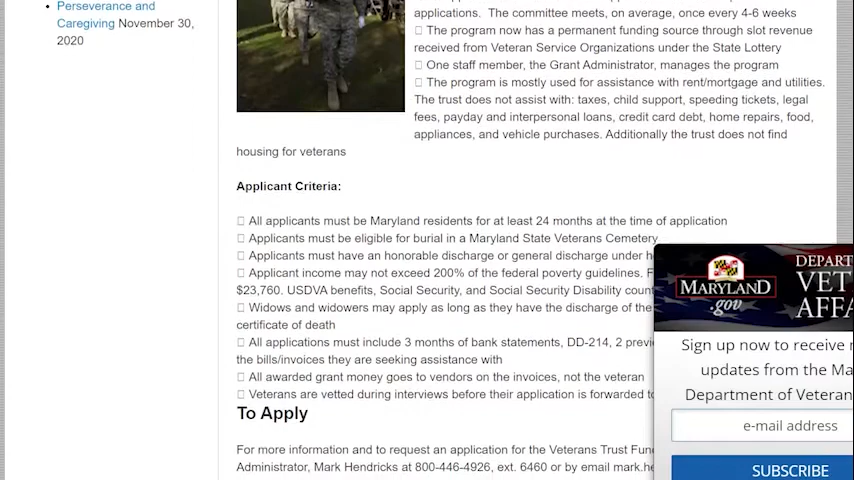 Perseverance and
Caregiving November 30,
2020
applications. The committee meets, on average, once every 4-6 weeks
The program now has a permanent funding source through slot revenue
received from Veteran Service Organizations under the State Lottery
One staff member, the Grant Administrator, manages the program
The program is mostly used for assistance with rent/mortgage and utilities.
The trust does not assist with: taxes, child support, speeding tickets, legal
fees, payday and interpersonal loans, credit card debt, home repairs, food,
appliances, and vehicle purchases. Additionally the trust does not find
housing for veterans
Applicant Criteria:
All applicants must be Maryland residents for at least 24 months at the time of application
Applicants must be eligible for burial in a Maryland State Veterans Cemetery
Applicants must have an honorable discharge or general discharge under
Applicant income may not exceed 200% of the federal poverty guidelines.
$23,760. USDVA benefits, Social Security, and Social Security Disability
Widows and widowers may apply as long as they have the discharge of the
certificate of death
All applications must include 3 months of bank statements, DD-214, 2
the bills/invoices they are seeking assistance with
All awarded grant money goes to vendors on the invoices, not the veteran
Veterans are vetted during interviews before their application is forwarded
To Apply
For more information and to request an application for the Veterans Trust
Administrator, Mark Hendricks at 800-446-4926, ext. 6460 or by email
MARYLAND
.gov
DEPART
VET
AFFA
Sign up now to receive
updates from the
Department of
e-mail address
SUBSCRIBE